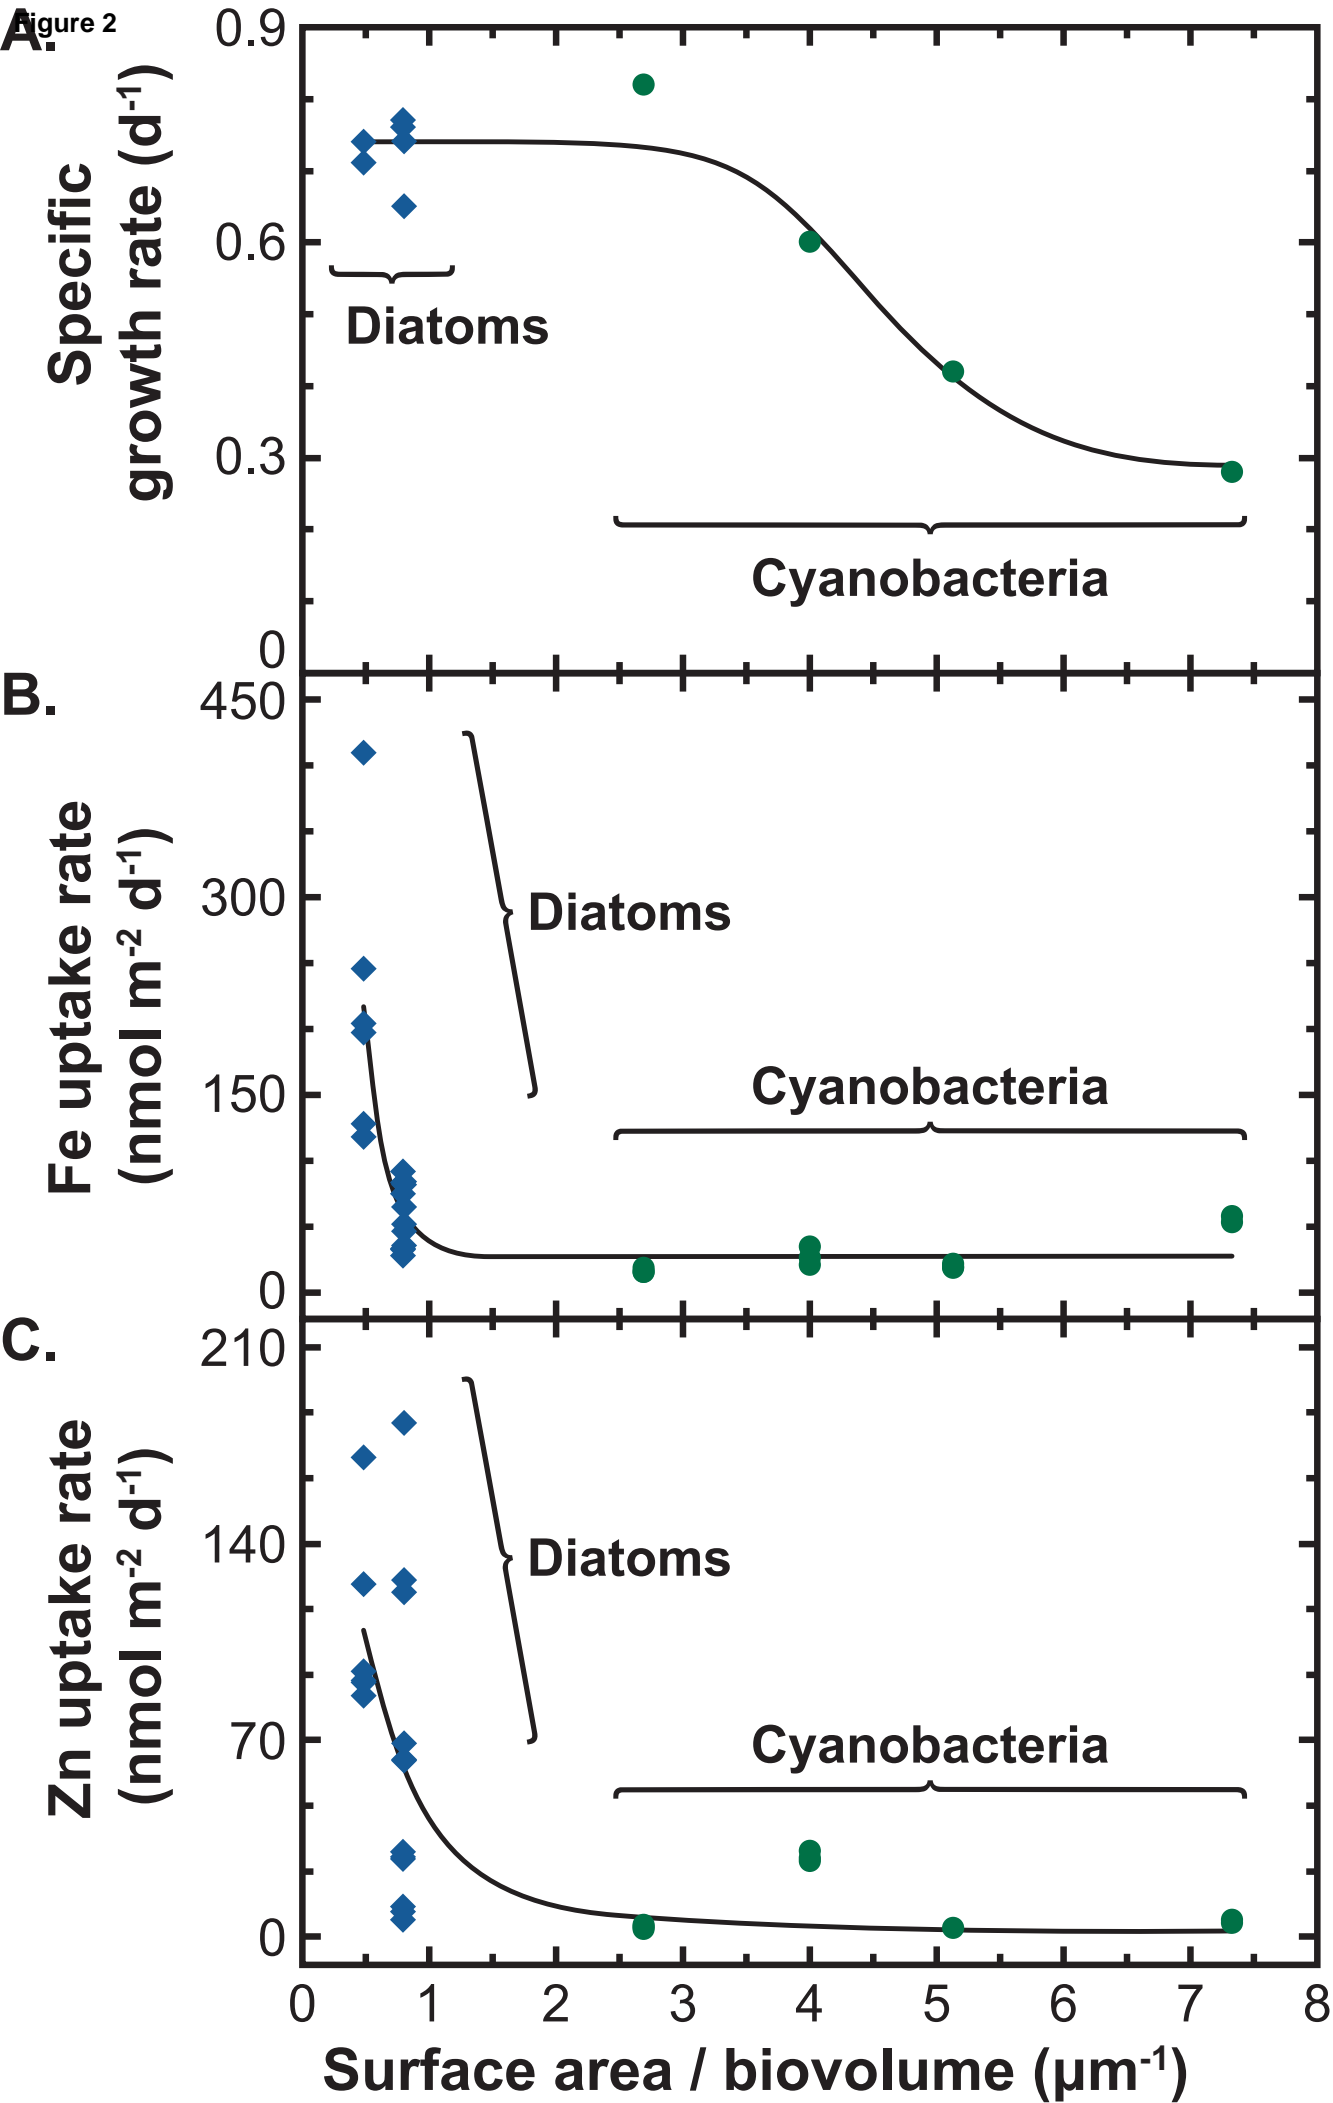 Figure 2
A.
Specific
growth rate (d-1)
0.9
0.6
0.3
0
Diatoms
Cyanobacteria
B.
Fe uptake rate
(nmol m-2 d-1)
450
300
150
0
Diatoms
Cyanobacteria
C.
Zn uptake rate
(nmol m-2 d-1)
210
140
70
0
Diatoms
Cyanobacteria
0 1 2 3 4 5 6 7 8
Surface area / biovolume (µm-1)